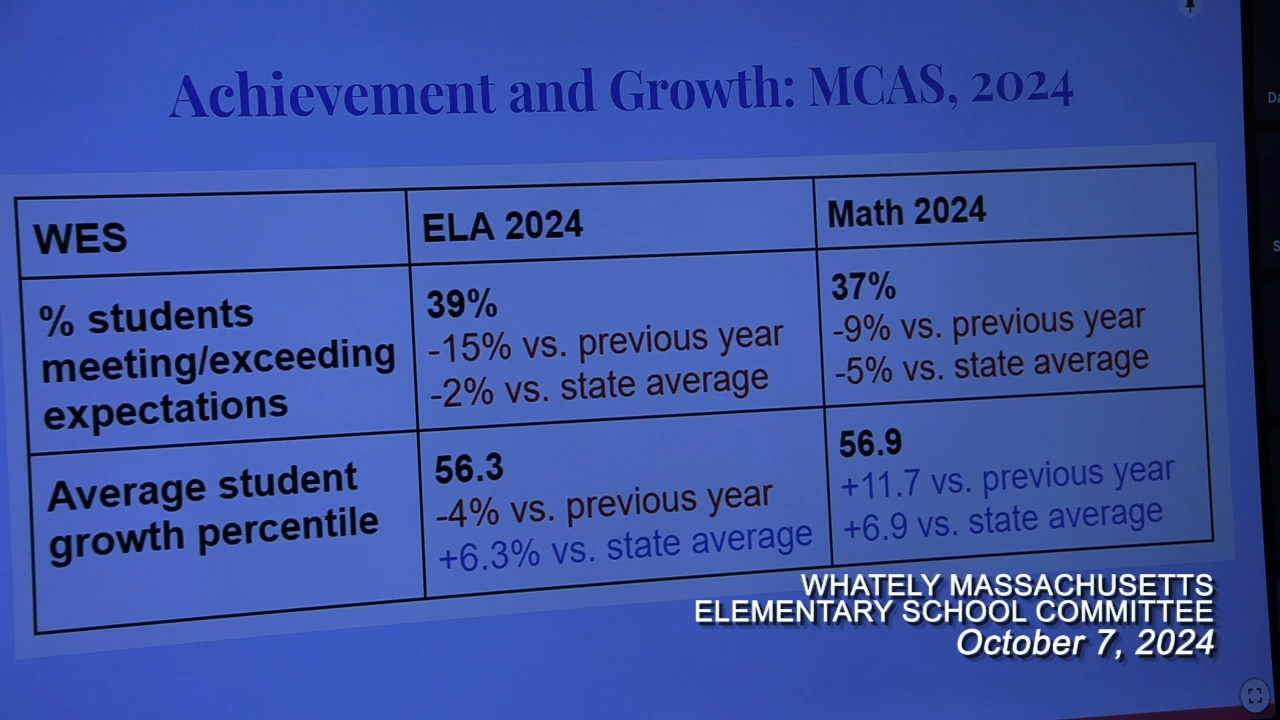 Achievement and Growth: MCAS, 2024
WES
ELA 2024
Math 2024
% students
meeting/exceeding
expectations
39%
-15% vs. previous year
-2% vs. state average
37%
-9% vs. previous year
-5% vs. state average
Average student
growth percentile
56.3
-4% vs. previous year
+6.3% vs. state average
56.9
+11.7 vs. previous year
+6.9 vs. state average
WHATELY MASSACHUSETTS
ELEMENTARY SCHOOL COMMITTEE
October 7, 2024